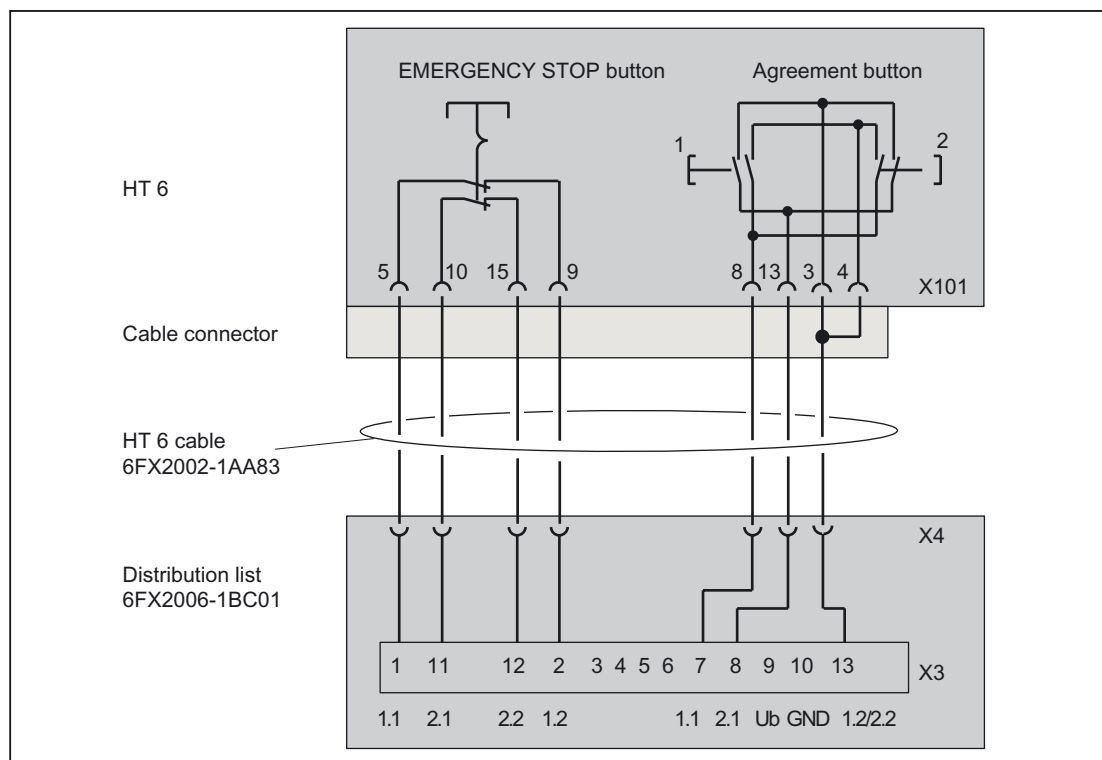 EMERGENCY STOP button
Agreement button
1
2
HT 6
5 10 15 9 8 13 3 4
X101
Cable connector
HT 6 cable
6FX2002-1AA83
X4
Distribution list
6FX2006-1BC01
1 11 12 2 3 4 5 6 7 8 9 10 13
X3
1.1 2.1 2.2 1.2 1.1 2.1 Ub GND 1.2/2.2